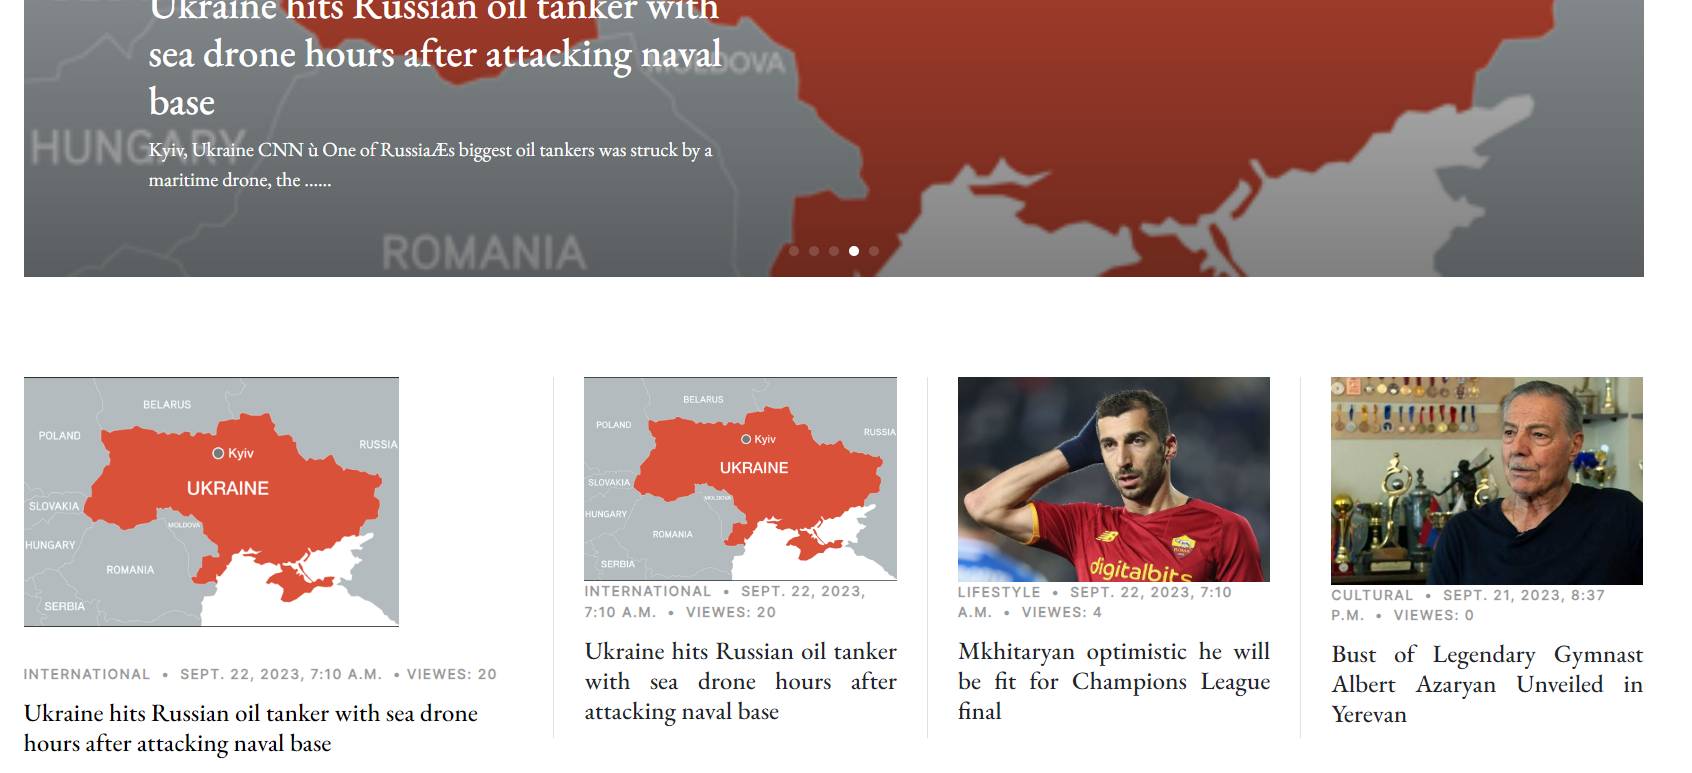 Ukraine hits Russian oil tanker with
sea drone hours after attacking naval
base
MOLDOVA
HUNGARY
Kyiv, Ukraine CNN ù One of RussiaÆs biggest oil tankers was struck by a
maritime drone, the ......
ROMANIA
BELARUS
POLAND
RUSSIA
Kyiv
UKRAINE
SLOVAKIA
MOLDOVA
HUNGARY
ROMANIA
SERBIA
INTERNATIONAL • SEPT. 22, 2023, 7:10 A.M. • VIEWES: 20
Ukraine hits Russian oil tanker with sea drone
hours after attacking naval base
BELARUS
POLAND
RUSSIA
Kyiv
UKRAINE
SLOVAKIA
MOLDOVA
HUNGARY
ROMANIA
SERBIA
INTERNATIONAL • SEPT. 22, 2023,
7:10 A.M. • VIEWES: 20
Ukraine hits Russian oil tanker
with sea drone hours after
attacking naval base
ROMA
digitalbits
LIFESTYLE • SEPT. 22, 2023, 7:10
A.M. • VIEWES: 4
Mkhitaryan optimistic he will
be fit for Champions League
final
CULTURAL • SEPT. 21, 2023, 8:37
P.M. • VIEWES: 0
Bust of Legendary Gymnast
Albert Azaryan Unveiled in
Yerevan